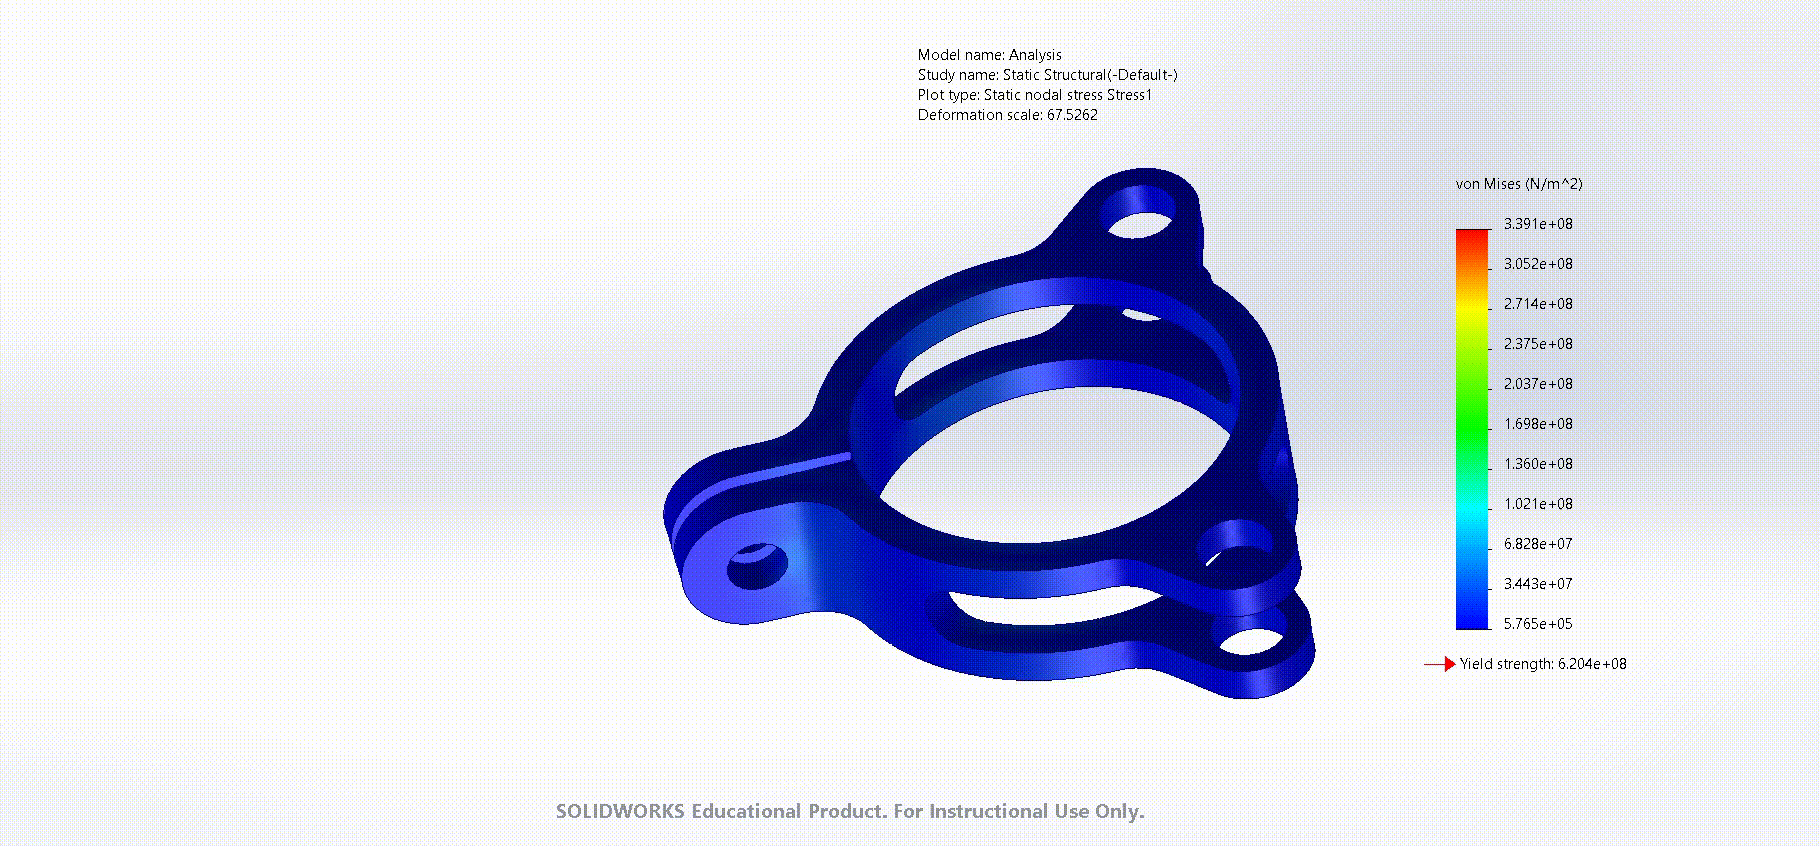 Model name: Analysis
Study name: Static Structural(-Default-)
Plot type: Static nodal stress Stress1
Deformation scale: 67.5262
von Mises (N/m^2)
3.391e+08
3.052e+08
2.714e+08
2.375e+08
2.037e+08
1.698e+08
1.360e+08
1.021e+08
6.828e+07
3.443e+07
5.765e+05
Yield strength: 6.204e+08
SOLIDWORKS Educational Product. For Instructional Use Only.